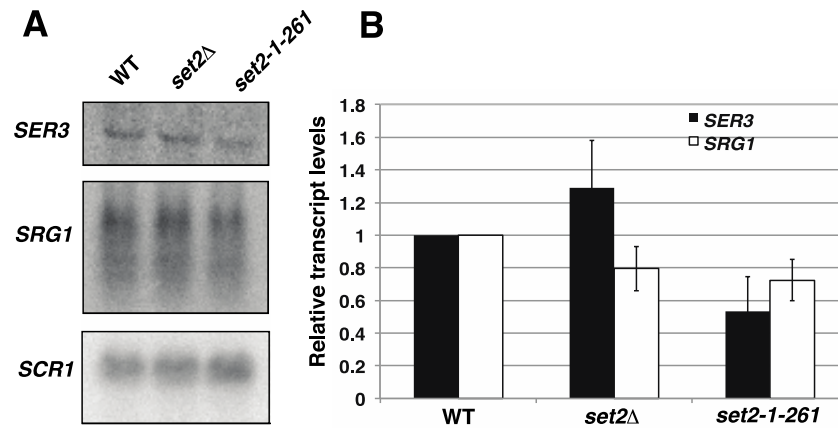 A
WT
set2Δ
set2-1-261
SER3
SRG1
SCR1
B
Relative transcript levels
1.8
1.6
1.4
1.2
1
0.8
0.6
0.4
0.2
0
SER3
SRG1
WT
set2Δ
set2-1-261